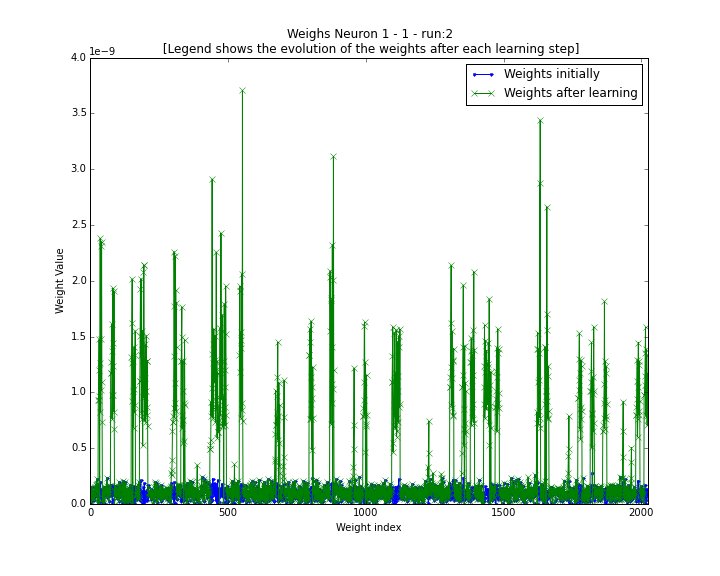 Weighs Neuron 1 - 1 - run:2
[Legend shows the evolution of the weights after each learning step]
1e−9
Weights initially
Weights after learning
4.0
3.5
3.0
2.5
2.0
1.5
1.0
0.5
0.0
Weight Value
0 500 1000 1500 2000
Weight index